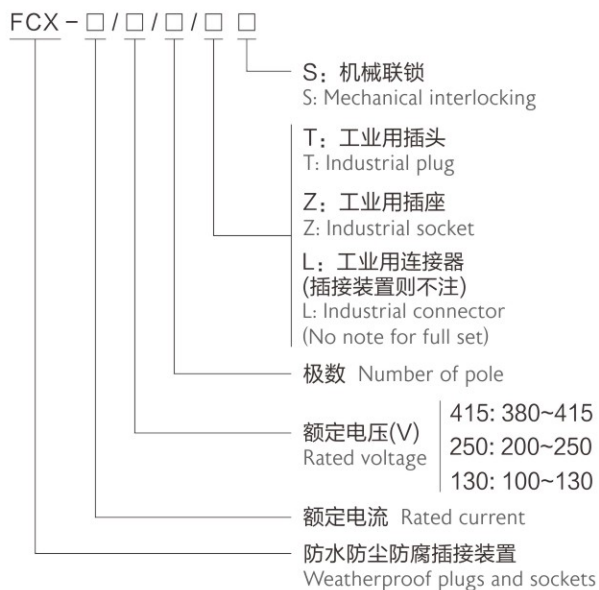 FCX-□/□/□/□ □
S：机械联锁
S: Mechanical interlocking
T：工业用插头
T: Industrial plug
Z：工业用插座
Z: Industrial socket
L：工业用连接器
(插接装置则不注)
L: Industrial connector
(No note for full set)
极数 Number of pole
额定电压(V)
Rated voltage
415: 380~415
250: 200~250
130: 100~130
额定电流 Rated current
防水防尘防腐插接装置
Weatherproof plugs and sockets